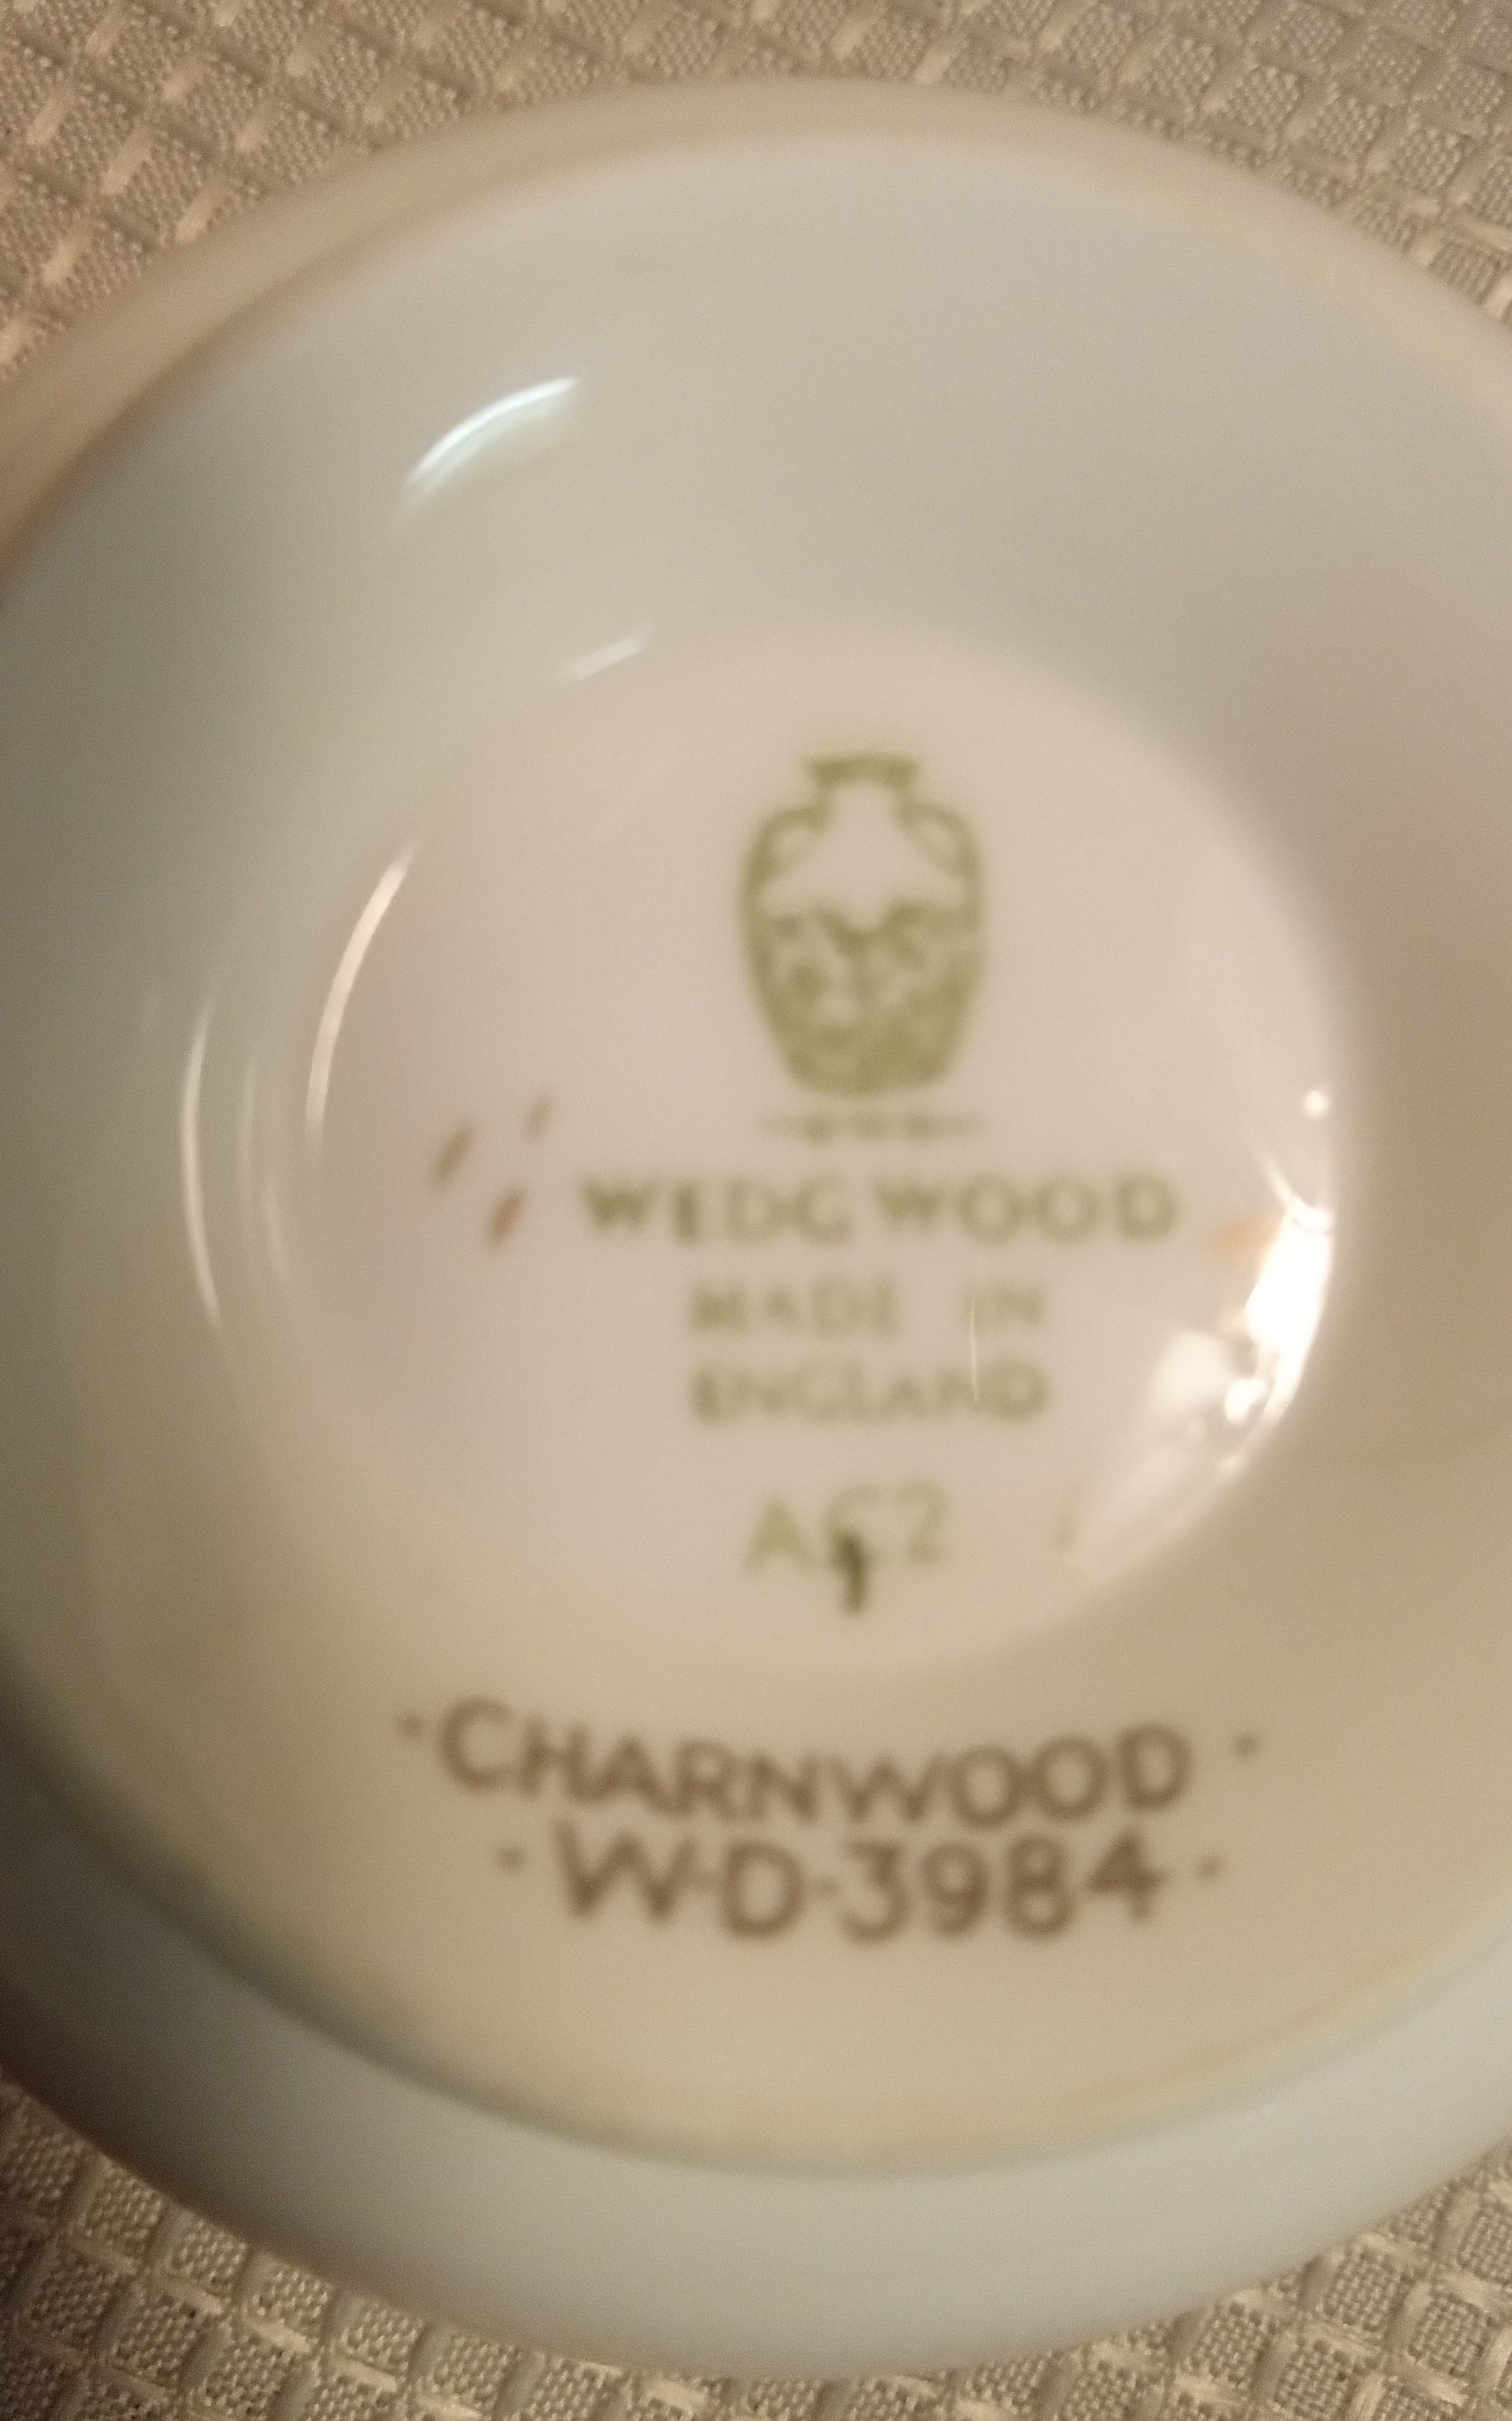 WEDGWOOD
MADE IN
ENGLAND
· CHARNWOOD ·
· W·D·3984 ·